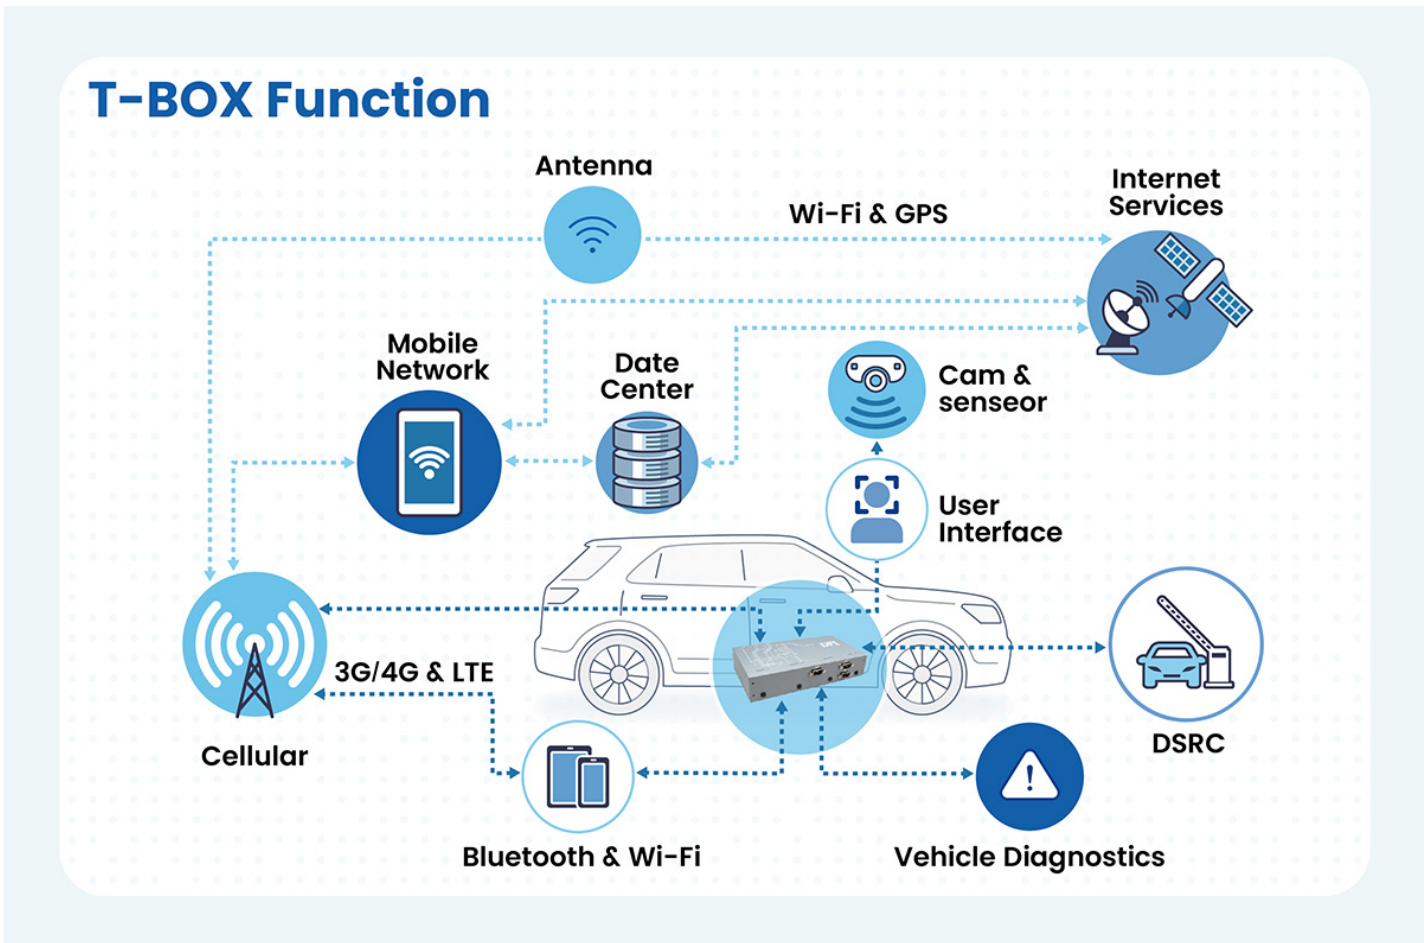 T-BOX Function
Antenna
Wi-Fi & GPS
Internet
Services
Mobile
Network
Date
Center
Cam &
senseor
User
Interface
3G/4G & LTE
Cellular
DSRC
Bluetooth & Wi-Fi
Vehicle Diagnostics